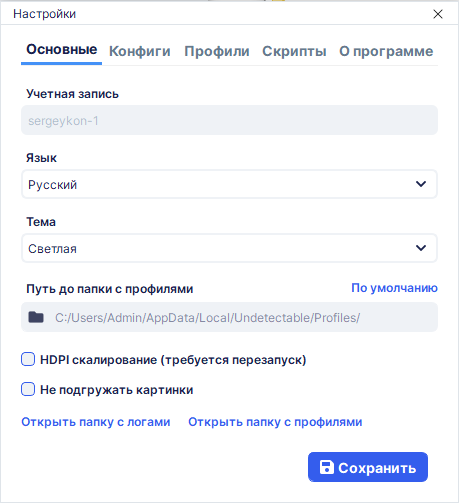 Настройки
Основные Конфиги Профили Скрипты О программе
Учетная запись
sergeykon-1
Язык
Русский
Тема
Светлая
Путь до папки с профилями По умолчанию
C:/Users/Admin/AppData/Local/Undetectable/Profiles/
HDPI скалирование (требуется перезапуск)
Не подгружать картинки
Открыть папку с логами Открыть папку с профилями
Сохранить